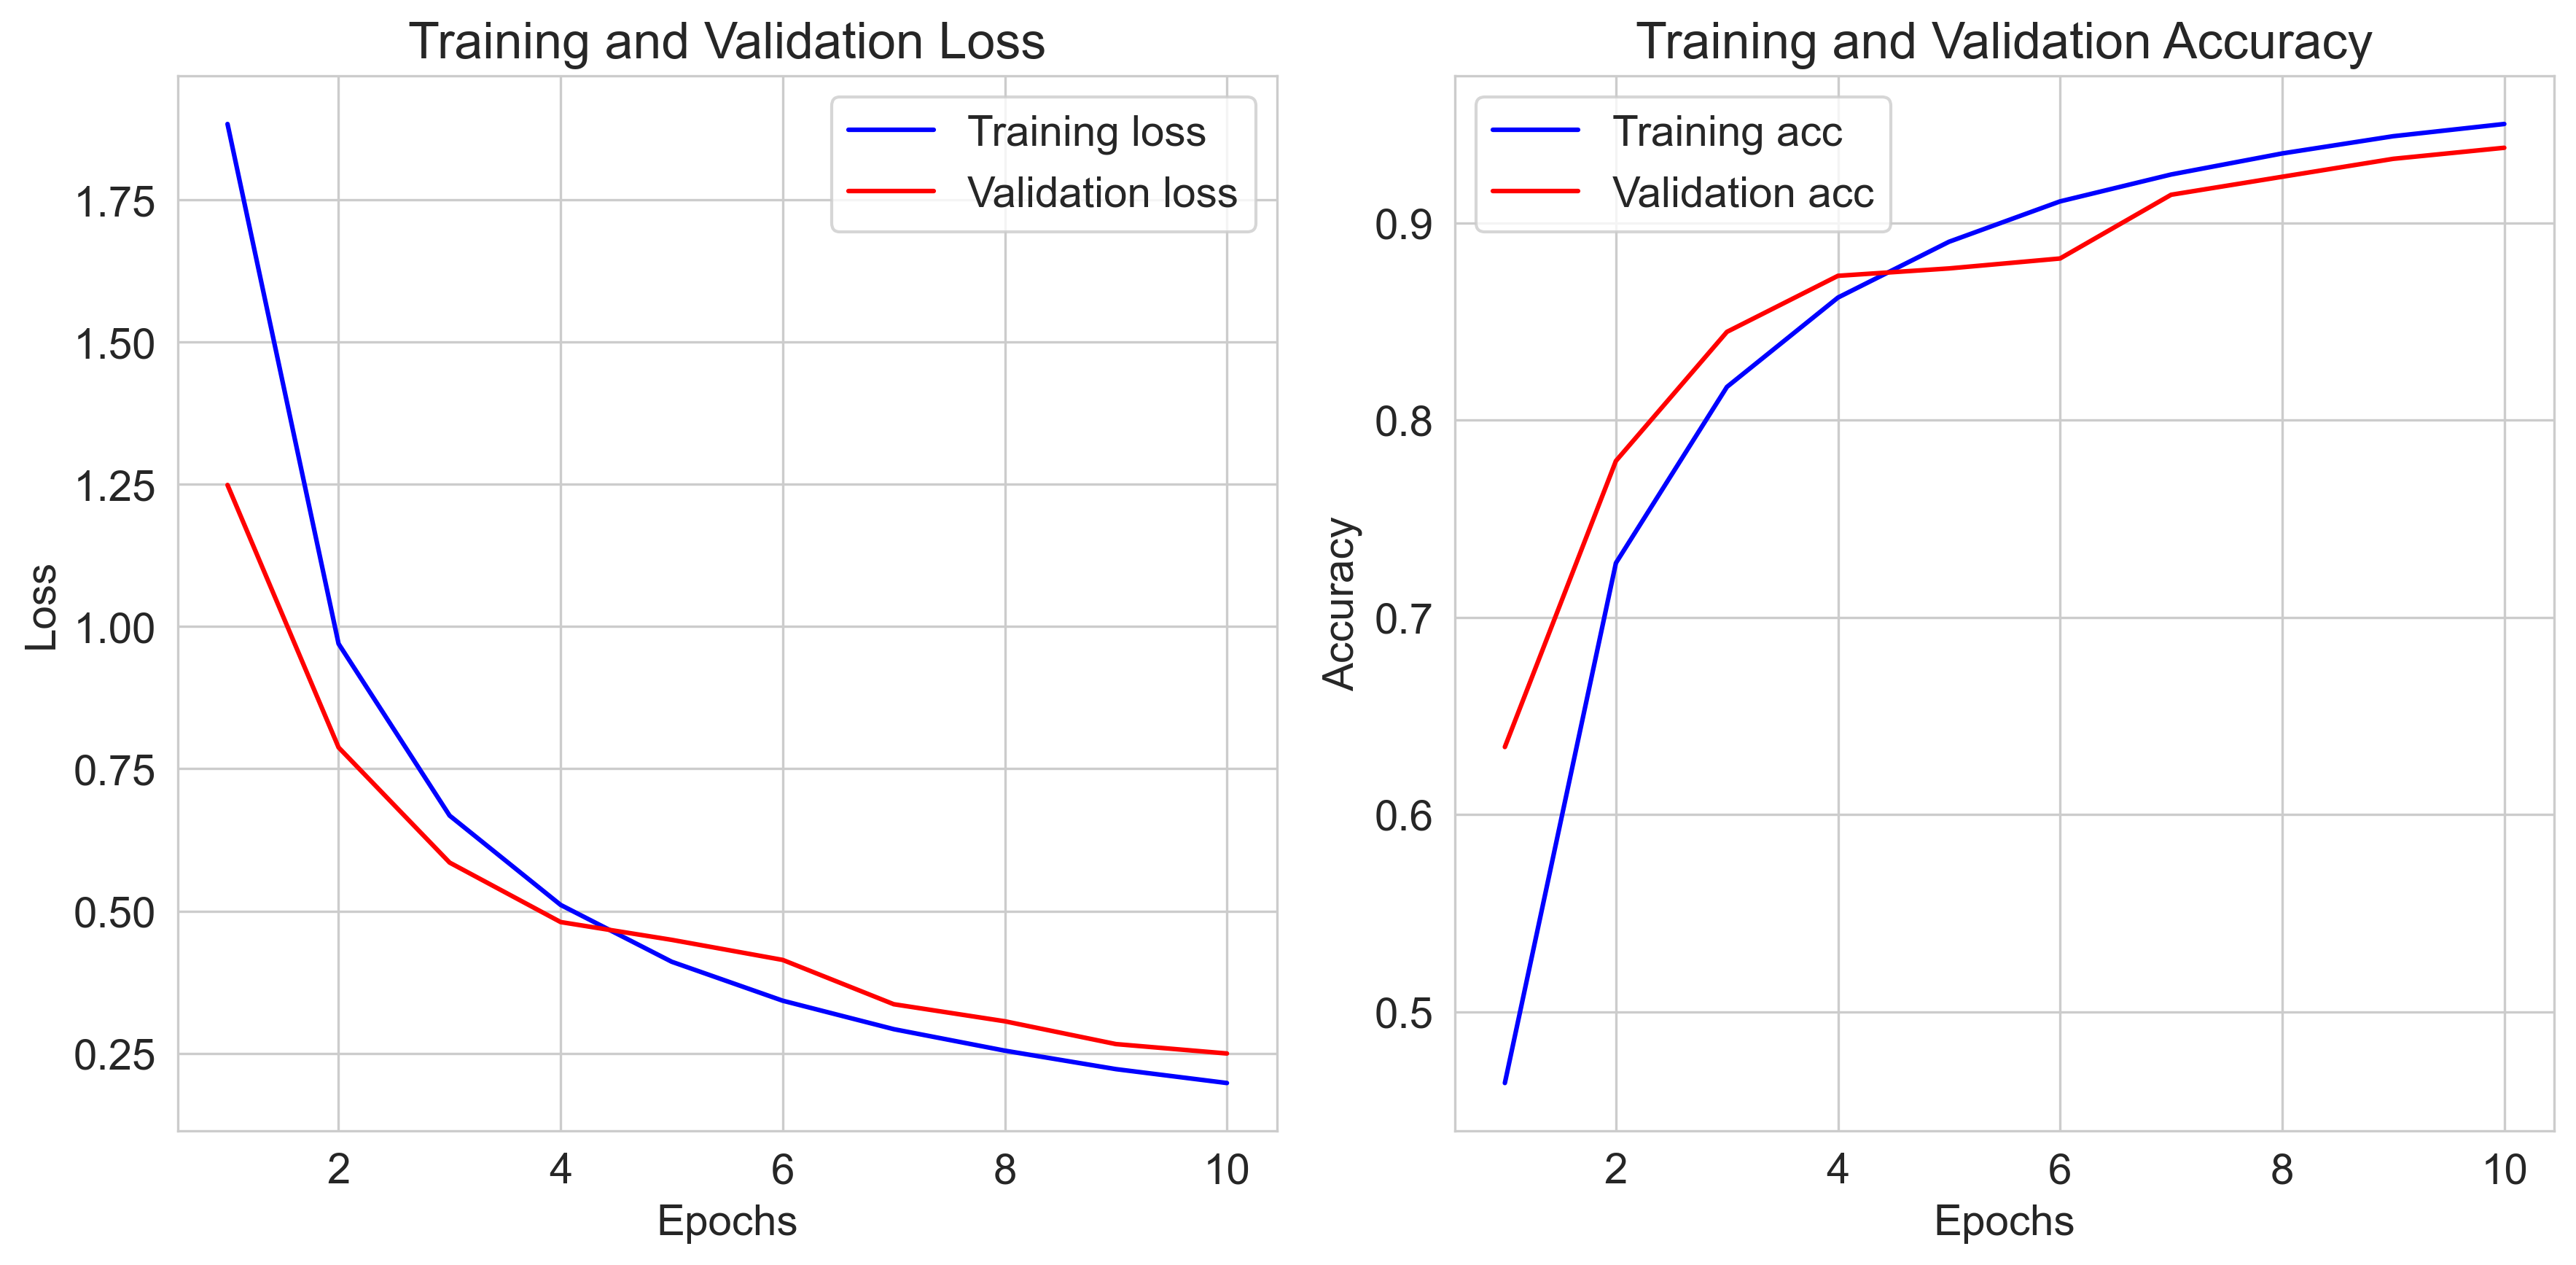 Training and Validation Loss
Training loss
Validation loss
1.75
1.50
1.25
1.00
0.75
0.50
0.25
Loss
2 4 6 8 10
Epochs
Training and Validation Accuracy
Training acc
Validation acc
0.9
0.8
0.7
0.6
0.5
Accuracy
2 4 6 8 10
Epochs